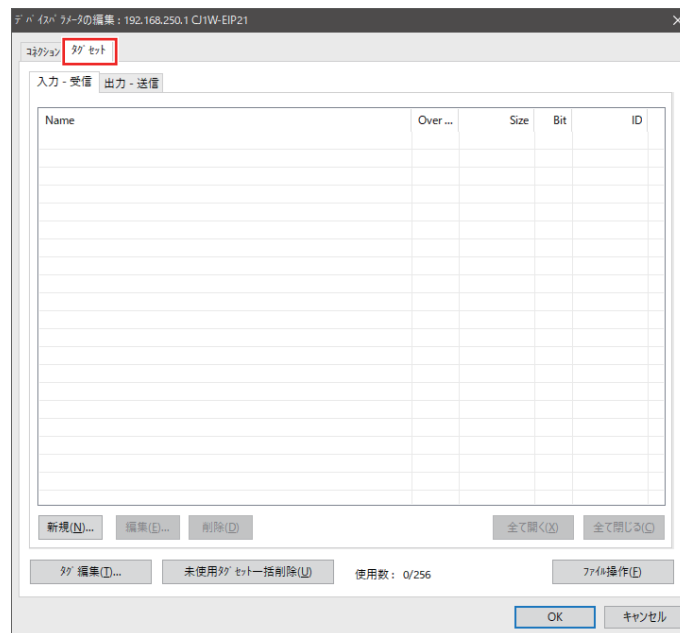 ﾃﾞﾊﾞｲｽﾊﾟﾗﾒｰﾀの編集 : 192.168.250.1 CJ1W-EIP21
ｺﾈｸｼｮﾝ ﾀｸﾞｾｯﾄ
入力 - 受信 出力 - 送信
Name Over ... Size Bit ID
新規(N)... 編集(E)... 削除(D) 全て開く(X) 全て閉じる(C)
ﾀｸﾞ編集(T)... 未使用ﾀｸﾞｾｯﾄ一括削除(U) 使用数 : 0/256 ﾌｧｲﾙ操作(F)
OK キャンセル